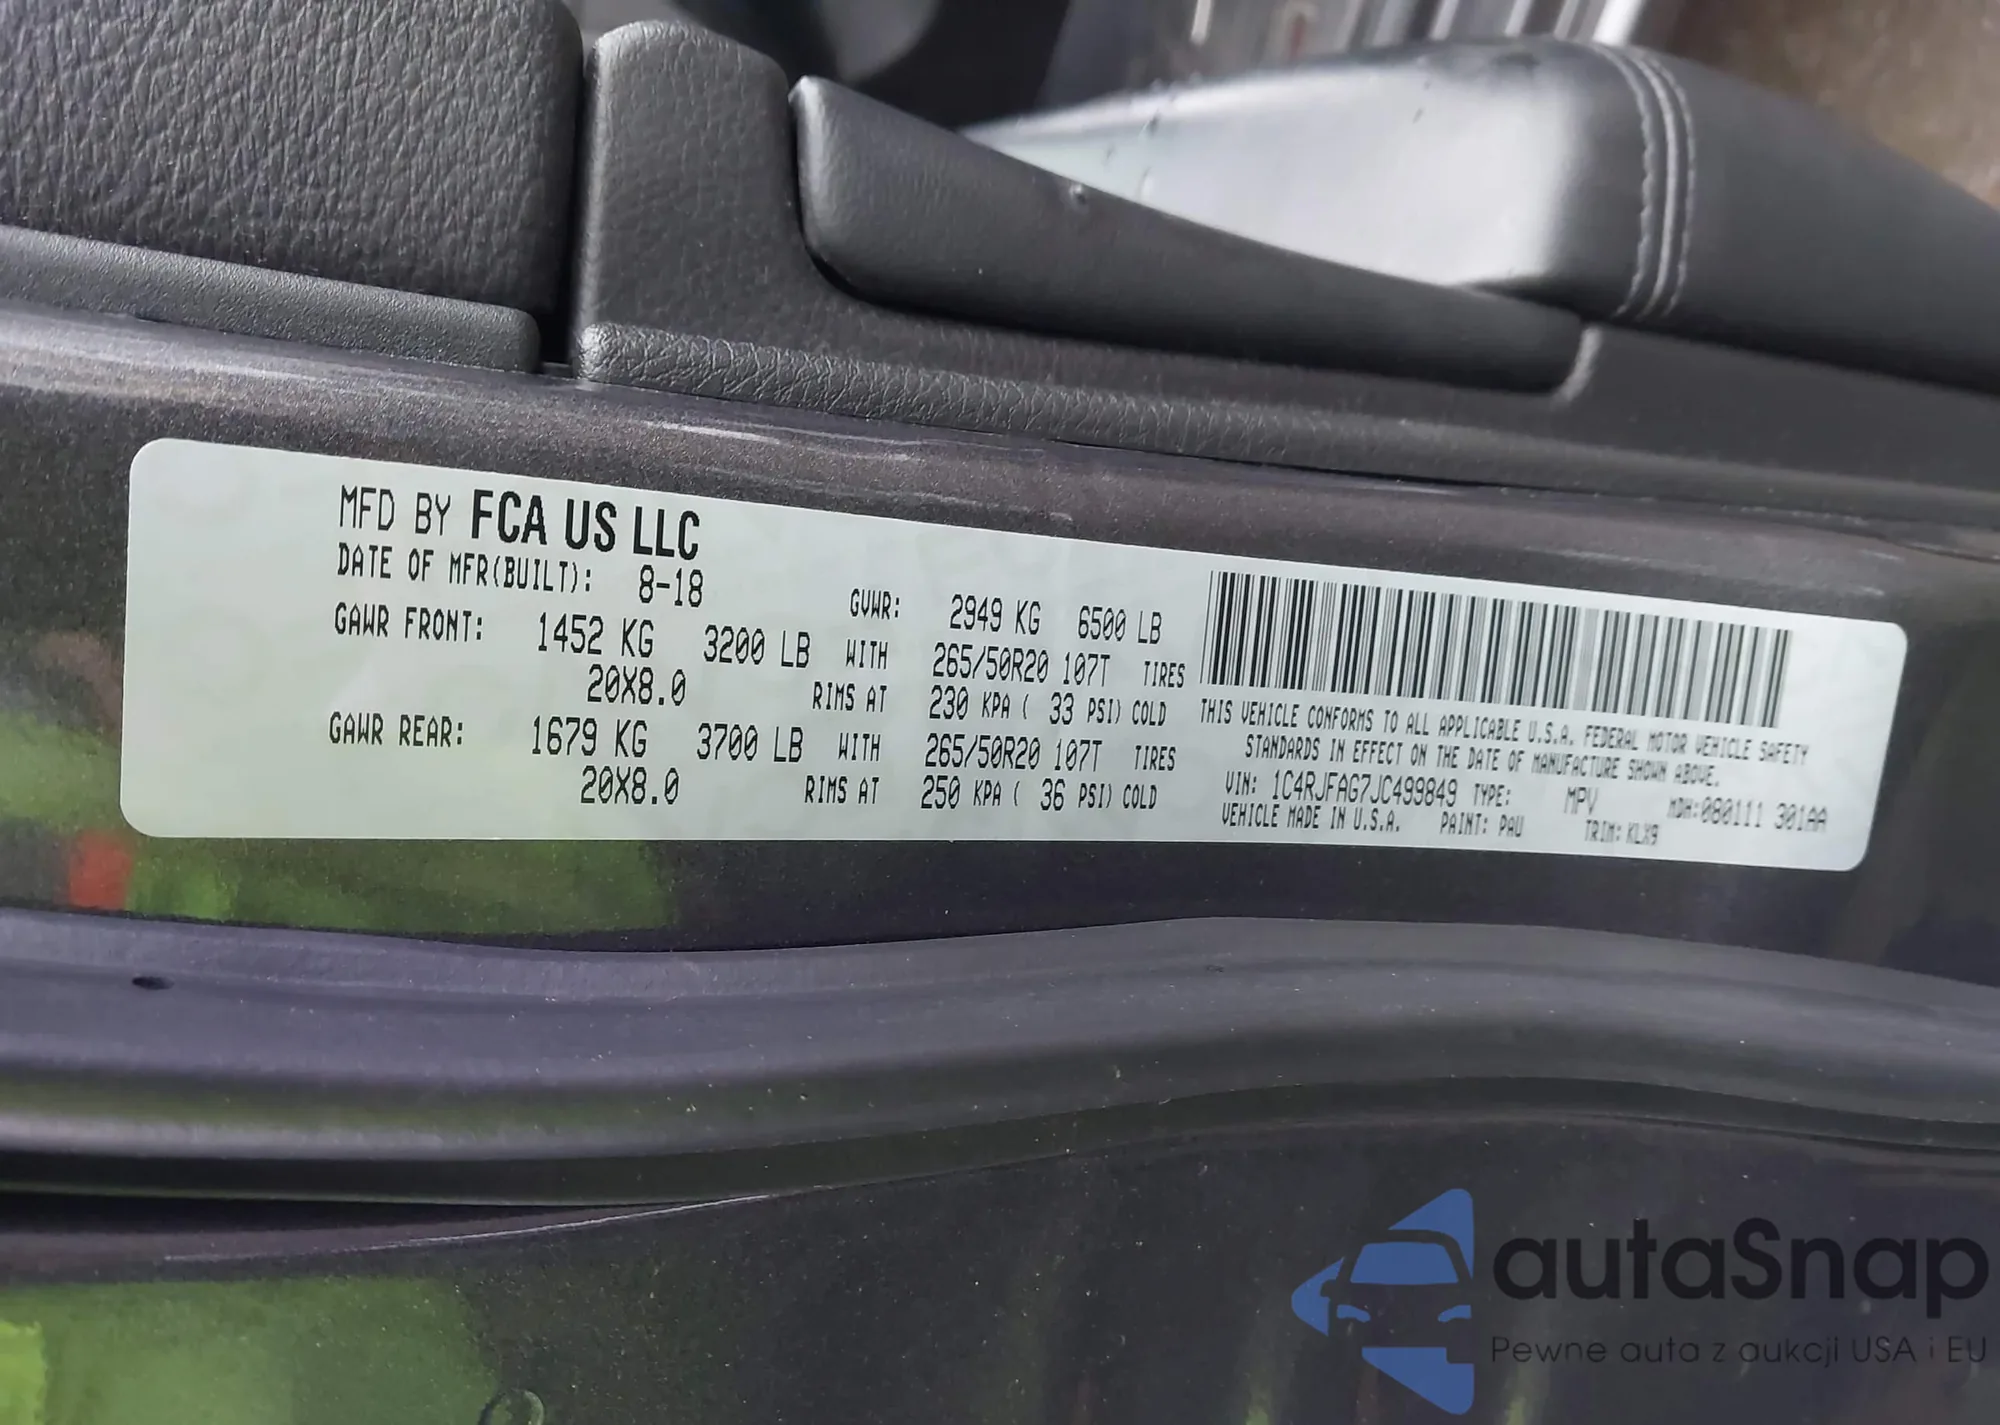 MFD BY FCA US LLC
DATE OF MFR(BUILT): 8-18 GVWR: 2949 KG 6500 LB
GAWR FRONT: 1452 KG 3200 LB WITH 265/50R20 107T TIRES
20X8.0 RIMS AT 230 KPA ( 33 PSI) COLD
GAWR REAR: 1679 KG 3700 LB WITH 265/50R20 107T TIRES
20X8.0 RIMS AT 250 KPA ( 36 PSI) COLD
THIS VEHICLE CONFORMS TO ALL APPLICABLE U.S.A. FEDERAL MOTOR VEHICLE SAFETY
STANDARDS IN EFFECT ON THE DATE OF MANUFACTURE SHOWN ABOVE.
VIN: 1C4RJFAG7JC499849 TYPE: MPV MDH:080111 301AA
VEHICLE MADE IN U.S.A. PAINT: PAU TRIM: KLX9
autaSnap
Pewne auta z aukcji USA i EU